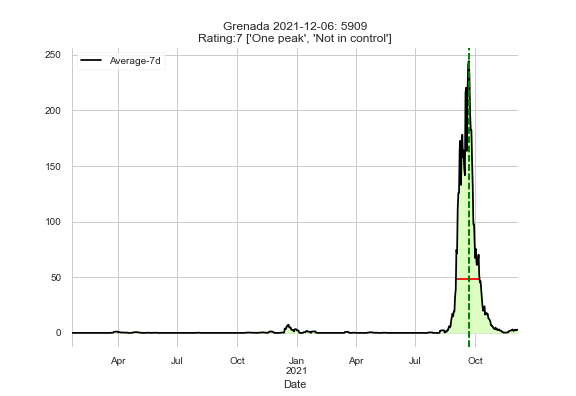 Grenada 2021-12-06: 5909
Rating:7 ['One peak', 'Not in control']
250
Average-7d
200
150
100
50
0
Apr Jul Oct Jan Apr Jul Oct
2021
Date